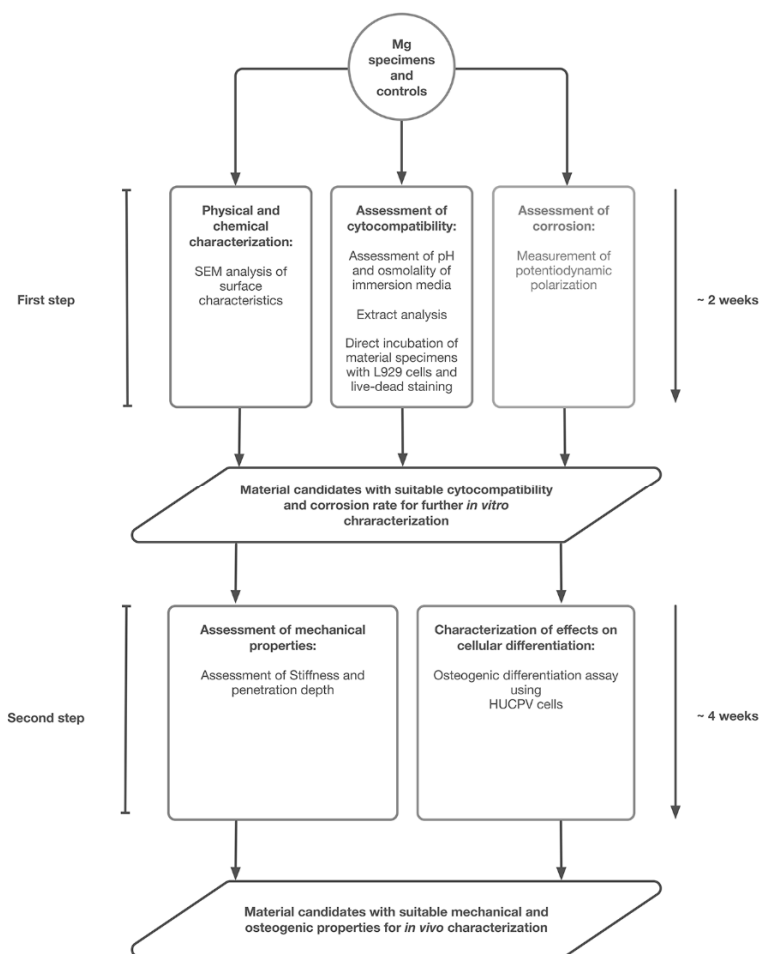 Mg
specimens
and
controls
First step
Physical and
chemical
characterization:
SEM analysis of
surface
characteristics
Assessment of
cytocompatibility:
Assessment of pH
and osmolality of
immersion media
Extract analysis
Direct incubation of
material specimens
with L929 cells and
live-dead staining
Assessment of
corrosion:
Measurement of
potentiodynamic
polarization
~ 2 weeks
Material candidates with suitable cytocompatibility
and corrosion rate for further in vitro
chraracterization
Second step
Assessment of mechanical
properties:
Assessment of Stiffness and
penetration depth
Characterization of effects on
cellular differentiation:
Osteogenic differentiation assay
using
HUCPV cells
~ 4 weeks
Material candidates with suitable mechanical and
osteogenic properties for in vivo characterization